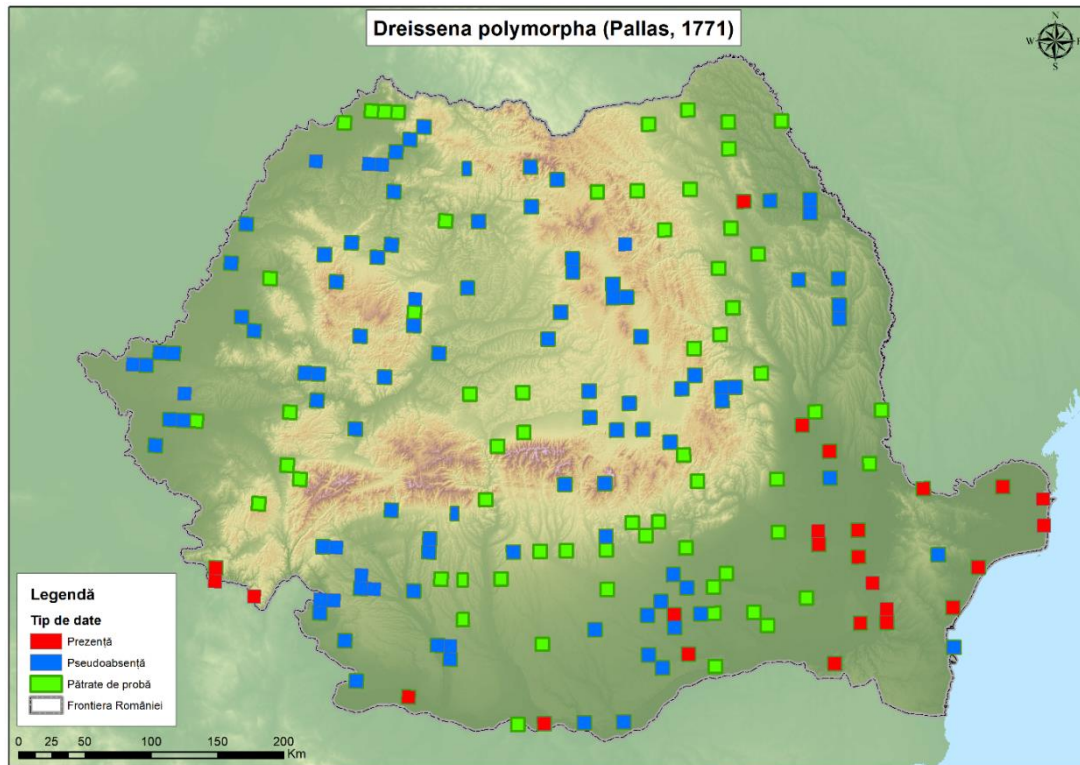 Dreissena polymorpha (Pallas, 1771)
N
W E
S
Legendă
Tip de date
Prezență
Pseudoabsență
Pătrate de probă
Frontiera României
0 25 50 100 150 200
Km